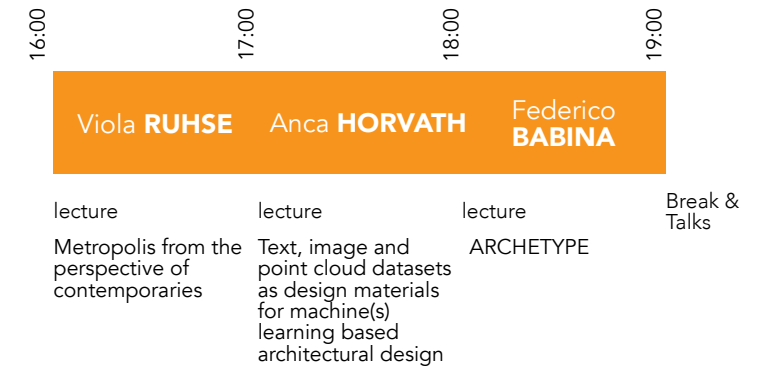 16:00
17:00
18:00
19:00
Viola RUHSE
Anca HORVATH
Federico
BABINA
lecture
Metropolis from the
perspective of
contemporaries
lecture
Text, image and
point cloud datasets
as design materials
for machine(s)
learning based
architectural design
lecture
ARCHETYPE
Break &
Talks